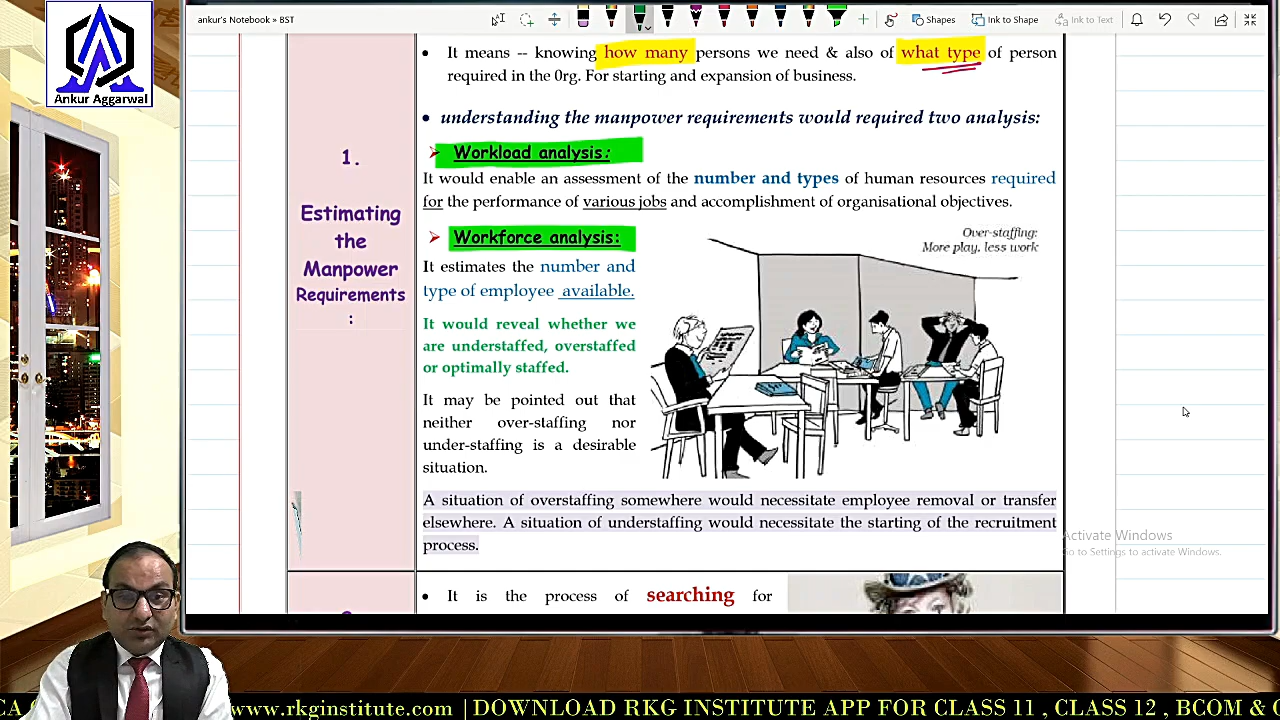 ankur's Notebook » BST
Shapes
Ink to Shape
Ink to Text
Ankur Aggarwal
• It means -- knowing how many persons we need & also of what type of person
required in the 0rg. For starting and expansion of business.
• understanding the manpower requirements would required two analysis:
1.
Estimating
the
Manpower
Requirements
:
➢ Workload analysis:
It would enable an assessment of the number and types of human resources required
for the performance of various jobs and accomplishment of organisational objectives.
➢ Workforce analysis:
It estimates the number and
type of employee available.
It would reveal whether we
are understaffed, overstaffed
or optimally staffed.
It may be pointed out that
neither over-staffing nor
under-staffing is a desirable
situation.
Over-staffing:
More play, less work
A situation of overstaffing somewhere would necessitate employee removal or transfer
elsewhere. A situation of understaffing would necessitate the starting of the recruitment
process.
Activate Windows
Go to Settings to activate Windows.
• It is the process of searching for
www.rkginstitute.com | DOWNLOAD RKG INSTITUTE APP FOR CLASS 11 , CLASS 12 , BCOM &